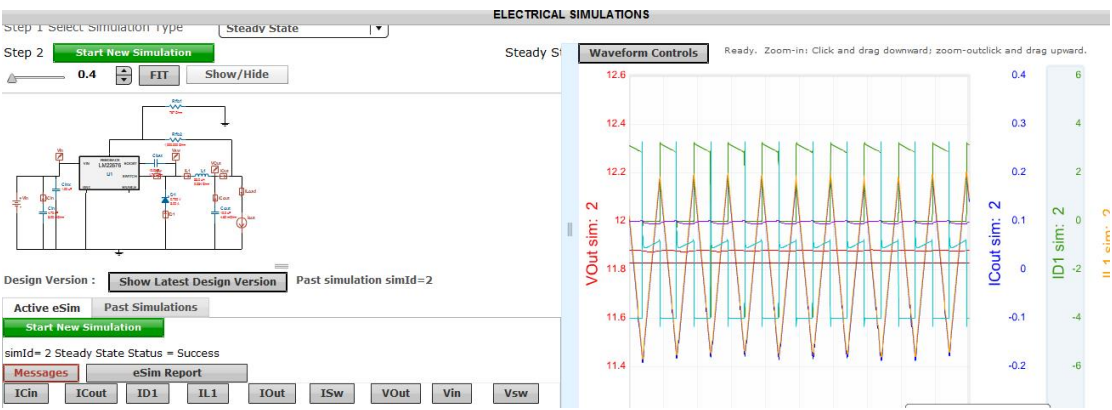 ELECTRICAL SIMULATIONS
Step 1 Select Simulation Type Steady State
Step 2 Start New Simulation Steady S
0.4 FIT Show/Hide
Waveform Controls Ready. Zoom-in: Click and drag downward; zoom-outclick and drag upward.
LM22676
U1
Design Version : Show Latest Design Version Past simulation simId=2
Active eSim Past Simulations
Start New Simulation
simId= 2 Steady State Status = Success
Messages eSim Report
ICin ICout ID1 IL1 IOut ISw VOut Vin Vsw
12.6
12.4
12.2
12
11.8
11.6
11.4
VOut sim: 2
0.4
0.3
0.2
0.1
0
-0.1
-0.2
ICout sim: 2
6
4
2
0
-2
-4
-6
ID1 sim: 2
IL1 sim: 2